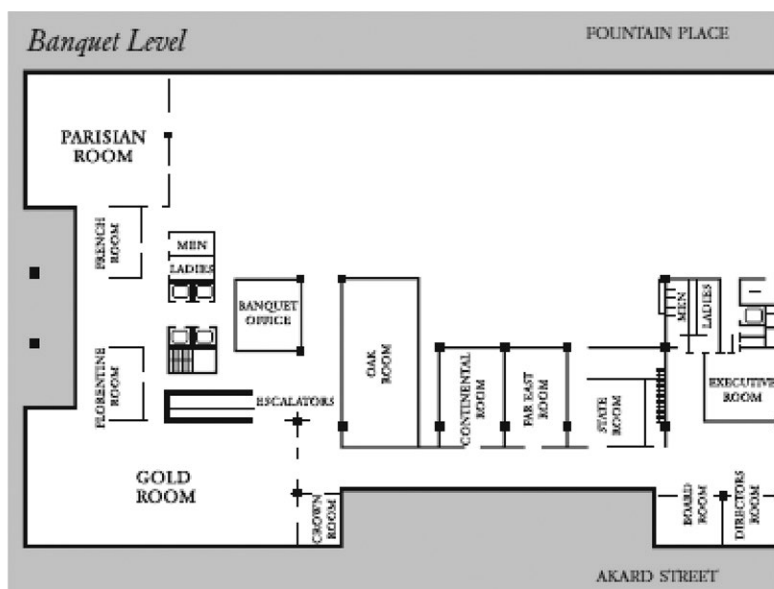 Banquet Level
FOUNTAIN PLACE
PARISIAN
ROOM
FRENCH
ROOM
MEN
LADIES
BANQUET
OFFICE
FLORENTINE
ROOM
ESCALATORS
GOLD
ROOM
CROWN
ROOM
OAK
ROOM
CONTINENTAL
ROOM
FAR EAST
ROOM
STATE
ROOM
MEN
LADIES
EXECUTIVE
ROOM
BOARD
ROOM
DIRECTORS
ROOM
AKARD STREET